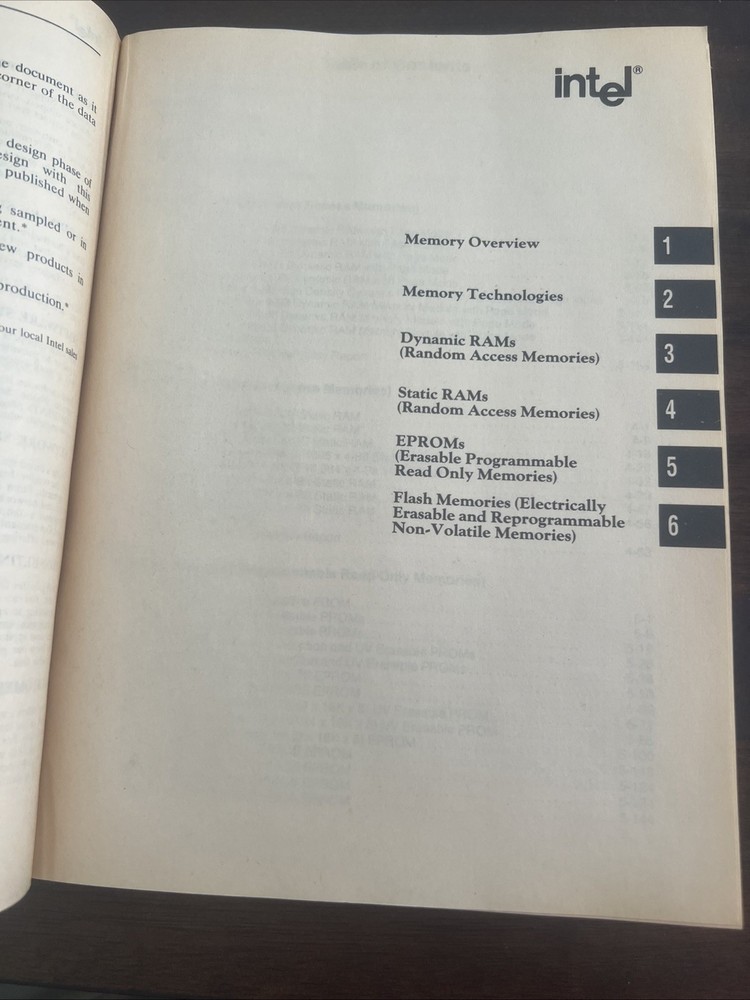 e document as it
corner of the data
design phase of
esign with this
published when
g sampled or in
ent.*
ew products in
production.*
our local Intel sales
intel®
Memory Overview 1
Memory Technologies 2
Dynamic RAMs
(Random Access Memories) 3
Static RAMs
(Random Access Memories) 4
EPROMs
(Erasable Programmable
Read Only Memories) 5
Flash Memories (Electrically
Erasable and Reprogrammable
Non-Volatile Memories) 6